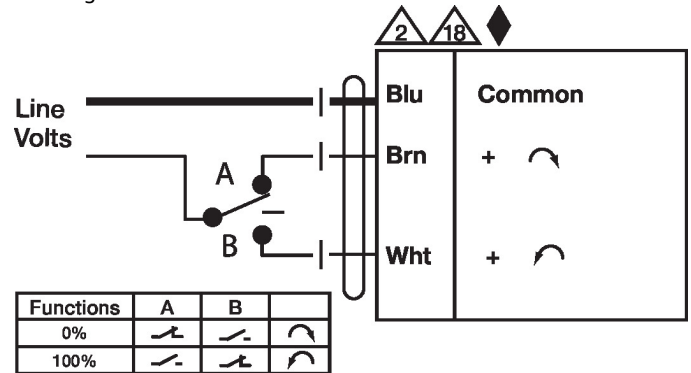 2 18
Line
Volts
Blu Common
Brn +
A
B
Wht +
Functions A B
0%
100%